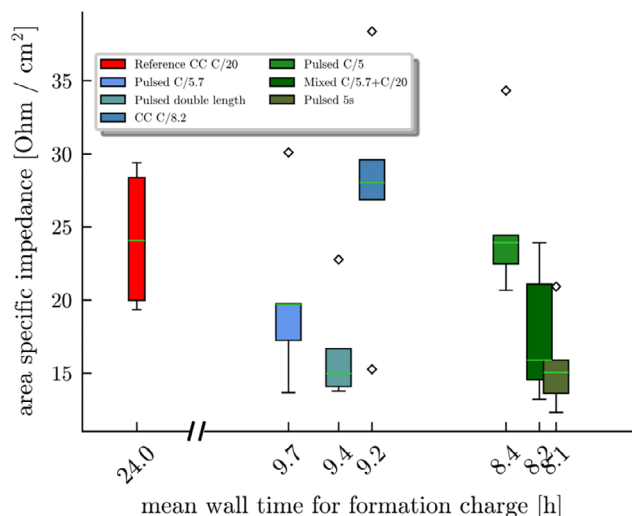 35
30
25
20
15
area specific impedance [Ohm / cm²]
Reference CC C/20
Pulsed C/5.7
Pulsed double length
CC C/8.2
Pulsed C/5
Mixed C/5.7+C/20
Pulsed 5s
24.0
9.7
9.4
9.2
8.4
8.2
8.1
mean wall time for formation charge [h]